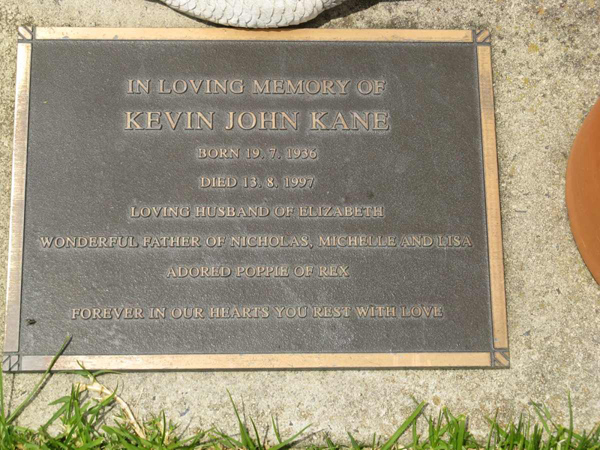 IN LOVING MEMORY OF
KEVIN JOHN KANE
BORN 19. 7. 1936
DIED 13. 8. 1997
LOVING HUSBAND OF ELIZABETH
WONDERFUL FATHER OF NICHOLAS, MICHELLE AND LISA
ADORED POPPIE OF REX
FOREVER IN OUR HEARTS YOU REST WITH LOVE